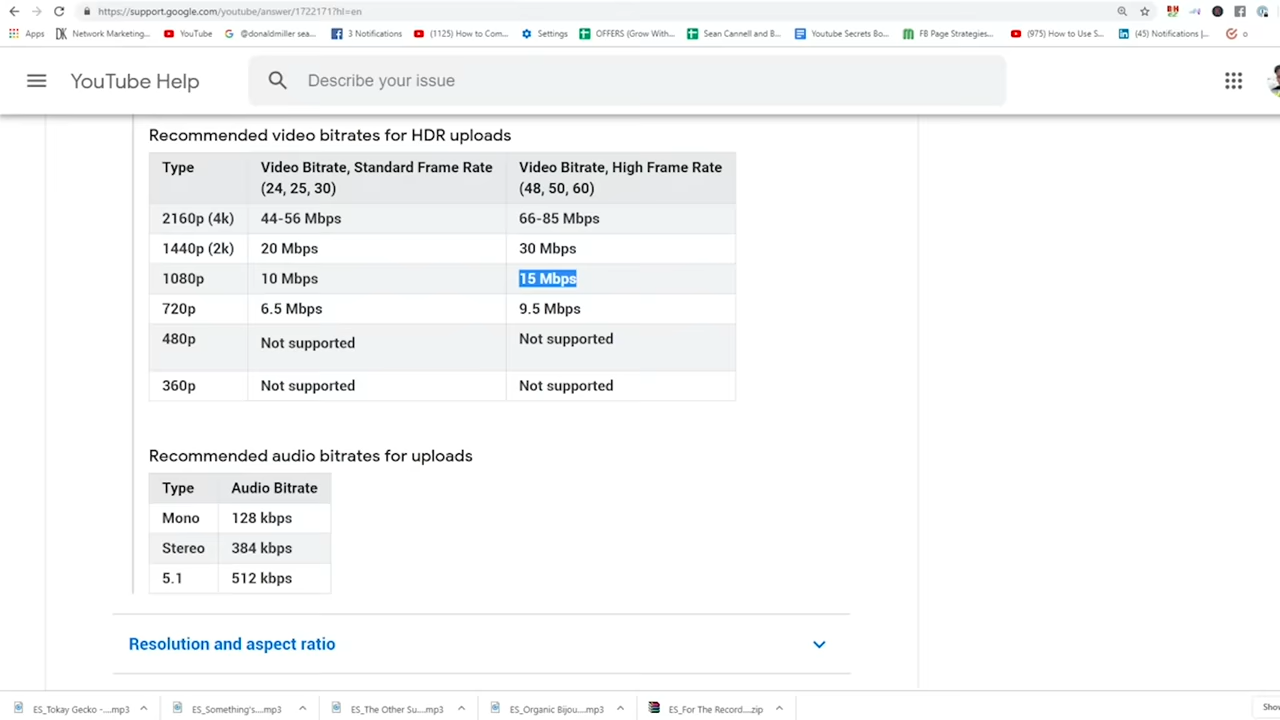 https://support.google.com/youtube/answer/1722171?hl=en
Apps Network Marketing... YouTube @donaldmiller sea... 3 Notifications (1125) How to Com... Settings OFFERS (Grow With... Sean Cannell and B... Youtube Secrets Bo... FB Page Strategies... (975) How to Use S... (45) Notifications |...
YouTube Help Describe your issue
Recommended video bitrates for HDR uploads
Type Video Bitrate, Standard Frame Rate (24, 25, 30) Video Bitrate, High Frame Rate (48, 50, 60)
2160p (4k) 44-56 Mbps 66-85 Mbps
1440p (2k) 20 Mbps 30 Mbps
1080p 10 Mbps 15 Mbps
720p 6.5 Mbps 9.5 Mbps
480p Not supported Not supported
360p Not supported Not supported
Recommended audio bitrates for uploads
Type Audio Bitrate
Mono 128 kbps
Stereo 384 kbps
5.1 512 kbps
Resolution and aspect ratio
ES_Tokay Gecko -....mp3 ES_Something's....mp3 ES_The Other Su....mp3 ES_Organic Bijou....mp3 ES_For The Record....zip Show